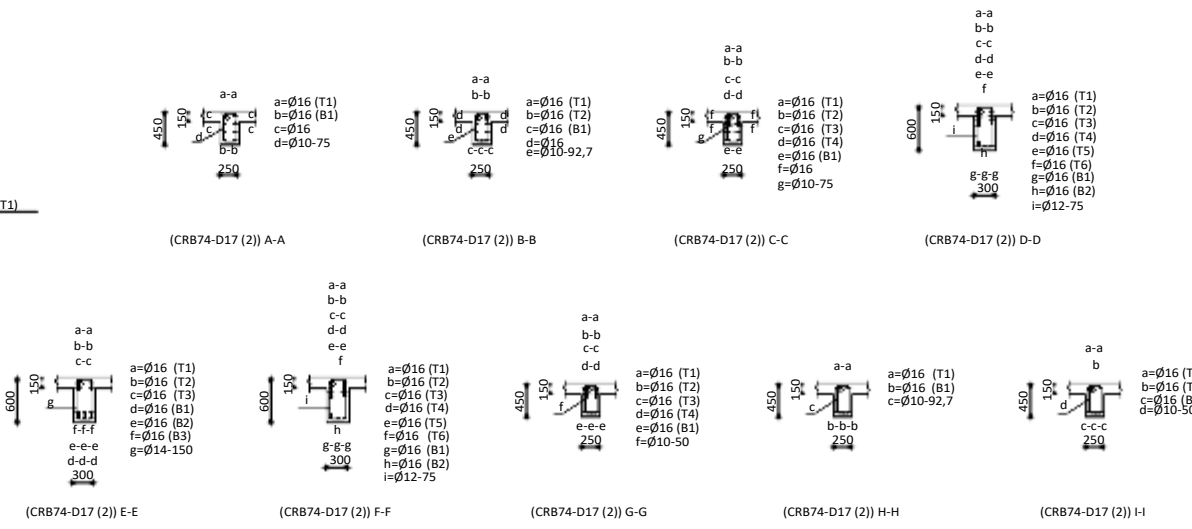 T1)
a-a
450
150
c c
c c
d
b-b
250
a=Ø16 (T1)
b=Ø16 (B1)
c=Ø16
d=Ø10-75
(CRB74-D17 (2)) A-A
a-a
b-b
450
150
d d
d d
e
c-c-c
250
a=Ø16 (T1)
b=Ø16 (T2)
c=Ø16 (B1)
d=Ø16
e=Ø10-92,7
(CRB74-D17 (2)) B-B
a-a
b-b
c-c
d-d
450
150
f f
f f
g
e-e
250
a=Ø16 (T1)
b=Ø16 (T2)
c=Ø16 (T3)
d=Ø16 (T4)
e=Ø16 (B1)
f=Ø16
g=Ø10-75
(CRB74-D17 (2)) C-C
a-a
b-b
c-c
d-d
e-e
f
600
150
i
h
g-g-g
300
a=Ø16 (T1)
b=Ø16 (T2)
c=Ø16 (T3)
d=Ø16 (T4)
e=Ø16 (T5)
f=Ø16 (T6)
g=Ø16 (B1)
h=Ø16 (B2)
i=Ø12-75
(CRB74-D17 (2)) D-D
a-a
b-b
c-c
600
150
g
f-f-f
e-e-e
d-d-d
300
a=Ø16 (T1)
b=Ø16 (T2)
c=Ø16 (T3)
d=Ø16 (B1)
e=Ø16 (B2)
f=Ø16 (B3)
g=Ø14-150
(CRB74-D17 (2)) E-E
a-a
b-b
c-c
d-d
e-e
f
600
150
i
h
g-g-g
300
a=Ø16 (T1)
b=Ø16 (T2)
c=Ø16 (T3)
d=Ø16 (T4)
e=Ø16 (T5)
f=Ø16 (T6)
g=Ø16 (B1)
h=Ø16 (B2)
i=Ø12-75
(CRB74-D17 (2)) F-F
a-a
b-b
c-c
d-d
450
150
f
e-e-e
250
a=Ø16 (T1)
b=Ø16 (T2)
c=Ø16 (T3)
d=Ø16 (T4)
e=Ø16 (B1)
f=Ø10-50
(CRB74-D17 (2)) G-G
a-a
450
150
c
b-b-b
250
a=Ø16 (T1)
b=Ø16 (B1)
c=Ø10-92,7
(CRB74-D17 (2)) H-H
a-a
b
450
150
d
c-c-c
250
a=Ø16 (T
b=Ø16 (T
c=Ø16 (B
d=Ø10-50
(CRB74-D17 (2)) I-I